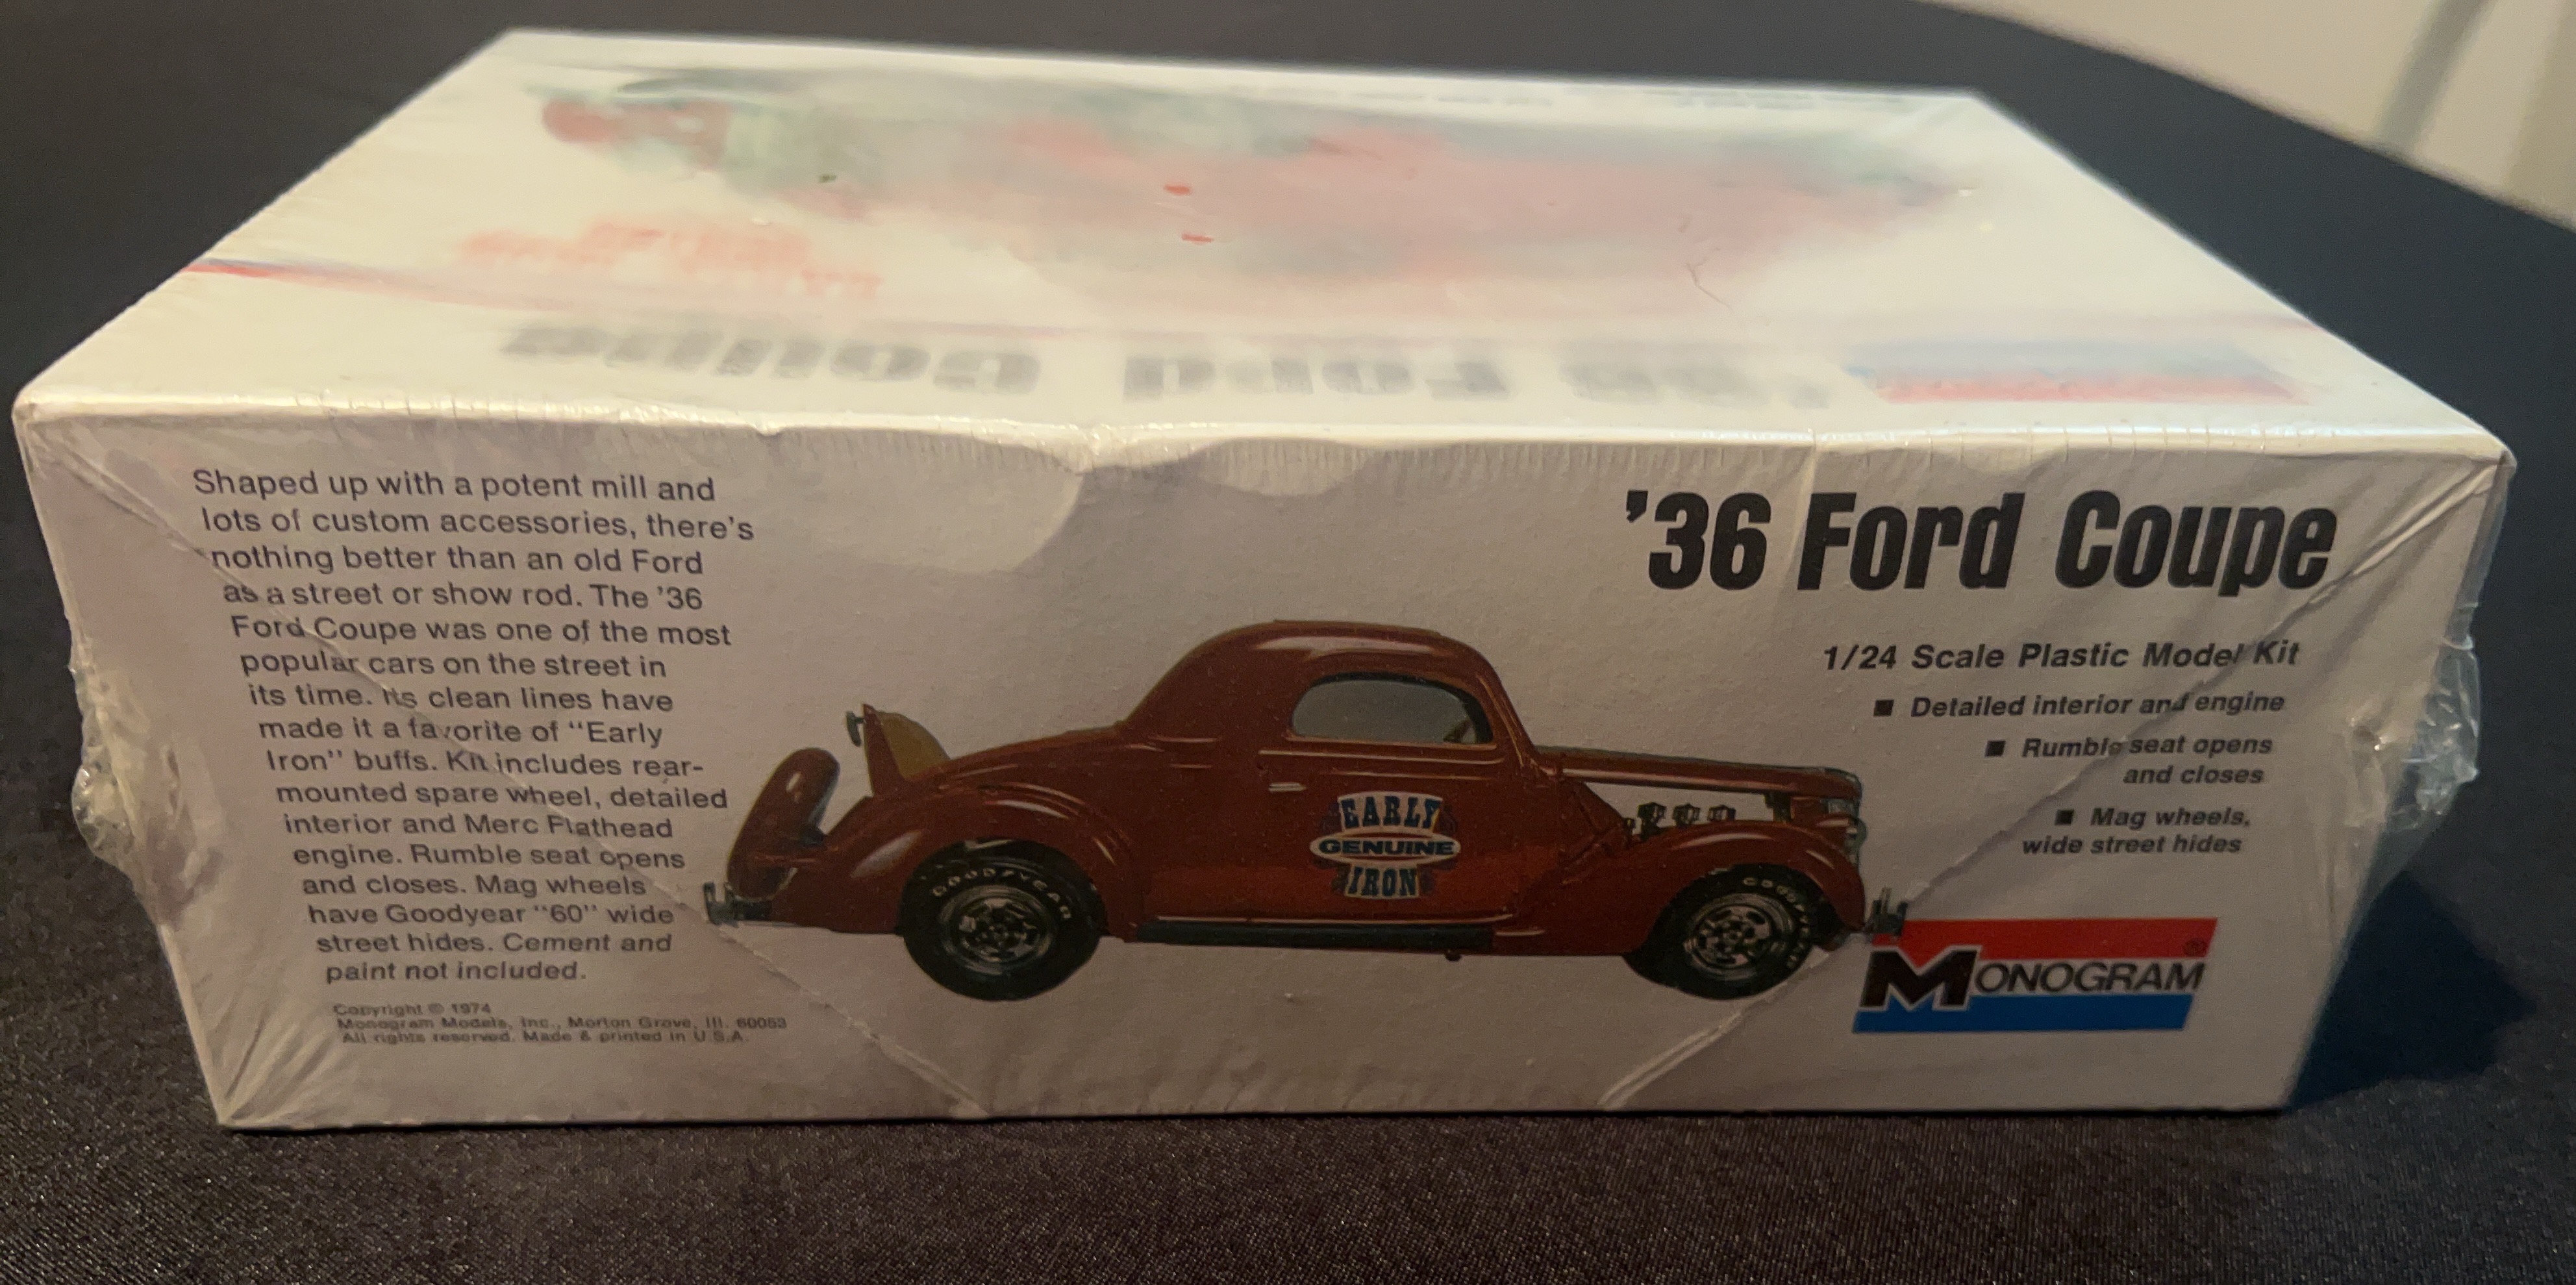 '36 Ford Coupe
Shaped up with a potent mill and
lots of custom accessories, there's
nothing better than an old Ford
as a street or show rod. The '36
Ford Coupe was one of the most
popular cars on the street in
its time. Its clean lines have
made it a favorite of "Early
Iron" buffs. Kit includes rear-
mounted spare wheel, detailed
interior and Merc Flathead
engine. Rumble seat opens
and closes. Mag wheels
have Goodyear "60" wide
street hides. Cement and
paint not included.
Copyright © 1974
Monogram Models, Inc., Morton Grove, Ill. 60053
All rights reserved. Made & printed in U.S.A.
GOODYEAR
EARLY
GENUINE
IRON
GOODYEAR
'36 Ford Coupe
1/24 Scale Plastic Model Kit
■ Detailed interior and engine
■ Rumble seat opens
and closes
■ Mag wheels,
wide street hides
MONOGRAM®